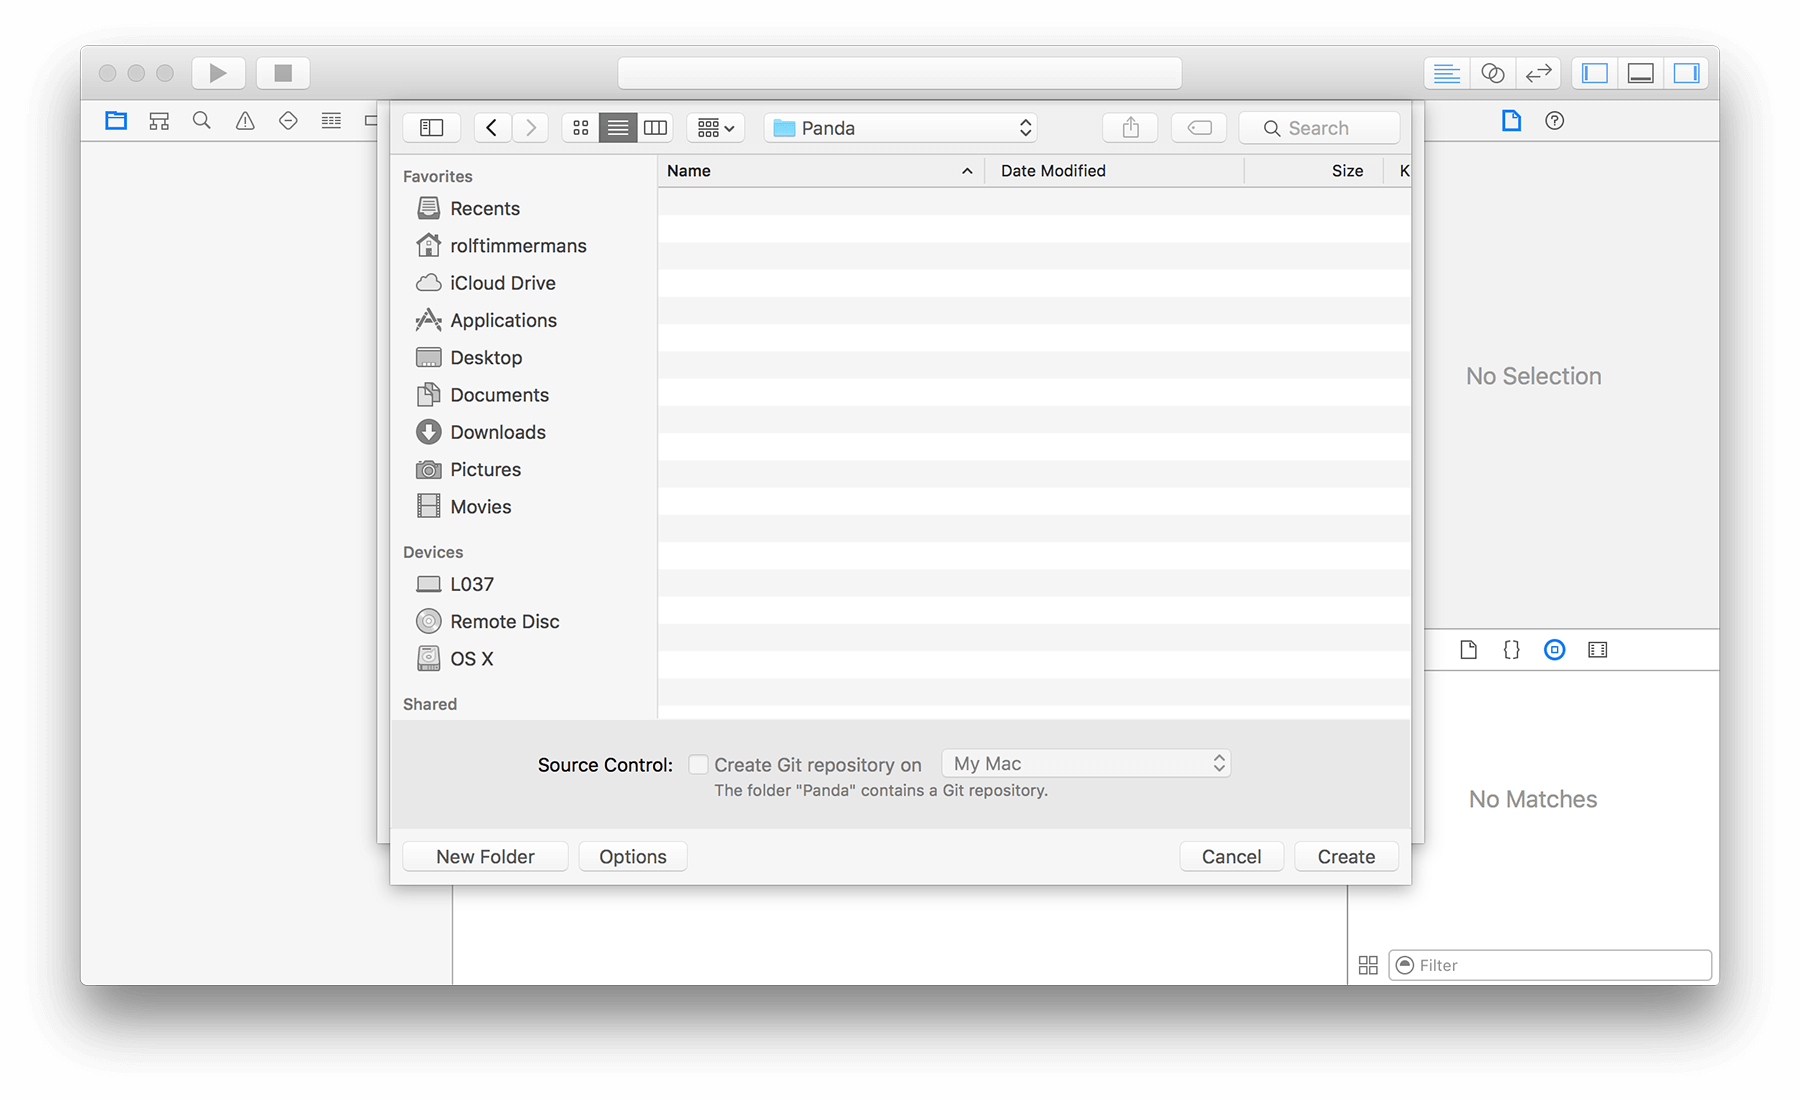 Panda
Search
Favorites
Name
Date Modified
Size
K
Recents
rolftimmermans
iCloud Drive
Applications
Desktop
Documents
Downloads
Pictures
Movies
Devices
L037
Remote Disc
OS X
Shared
No Selection
Source Control:
Create Git repository on
My Mac
The folder "Panda" contains a Git repository.
No Matches
New Folder
Options
Cancel
Create
Filter